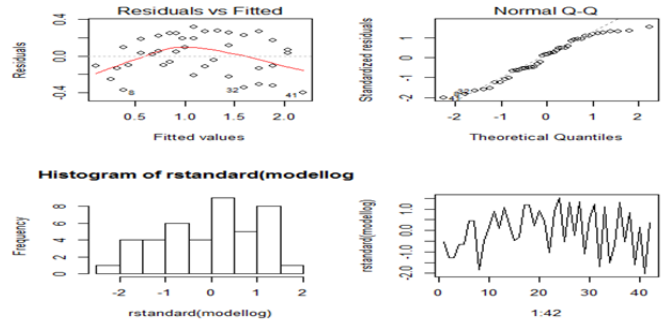 Residuals vs Fitted
Residuals
0.4
0.0
-0.4
8
32
41
0.5 1.0 1.5 2.0
Fitted values
Normal Q-Q
Standardized residuals
1
0
-1
-2
-2 -1 0 1 2
Theoretical Quantiles
Histogram of rstandard(modellog
Frequency
8
6
4
2
0
-2 -1 0 1 2
rstandard(modellog)
rstandard(modellog)
1.0
0.0
-1.0
-2.0
0 10 20 30 40
1:42